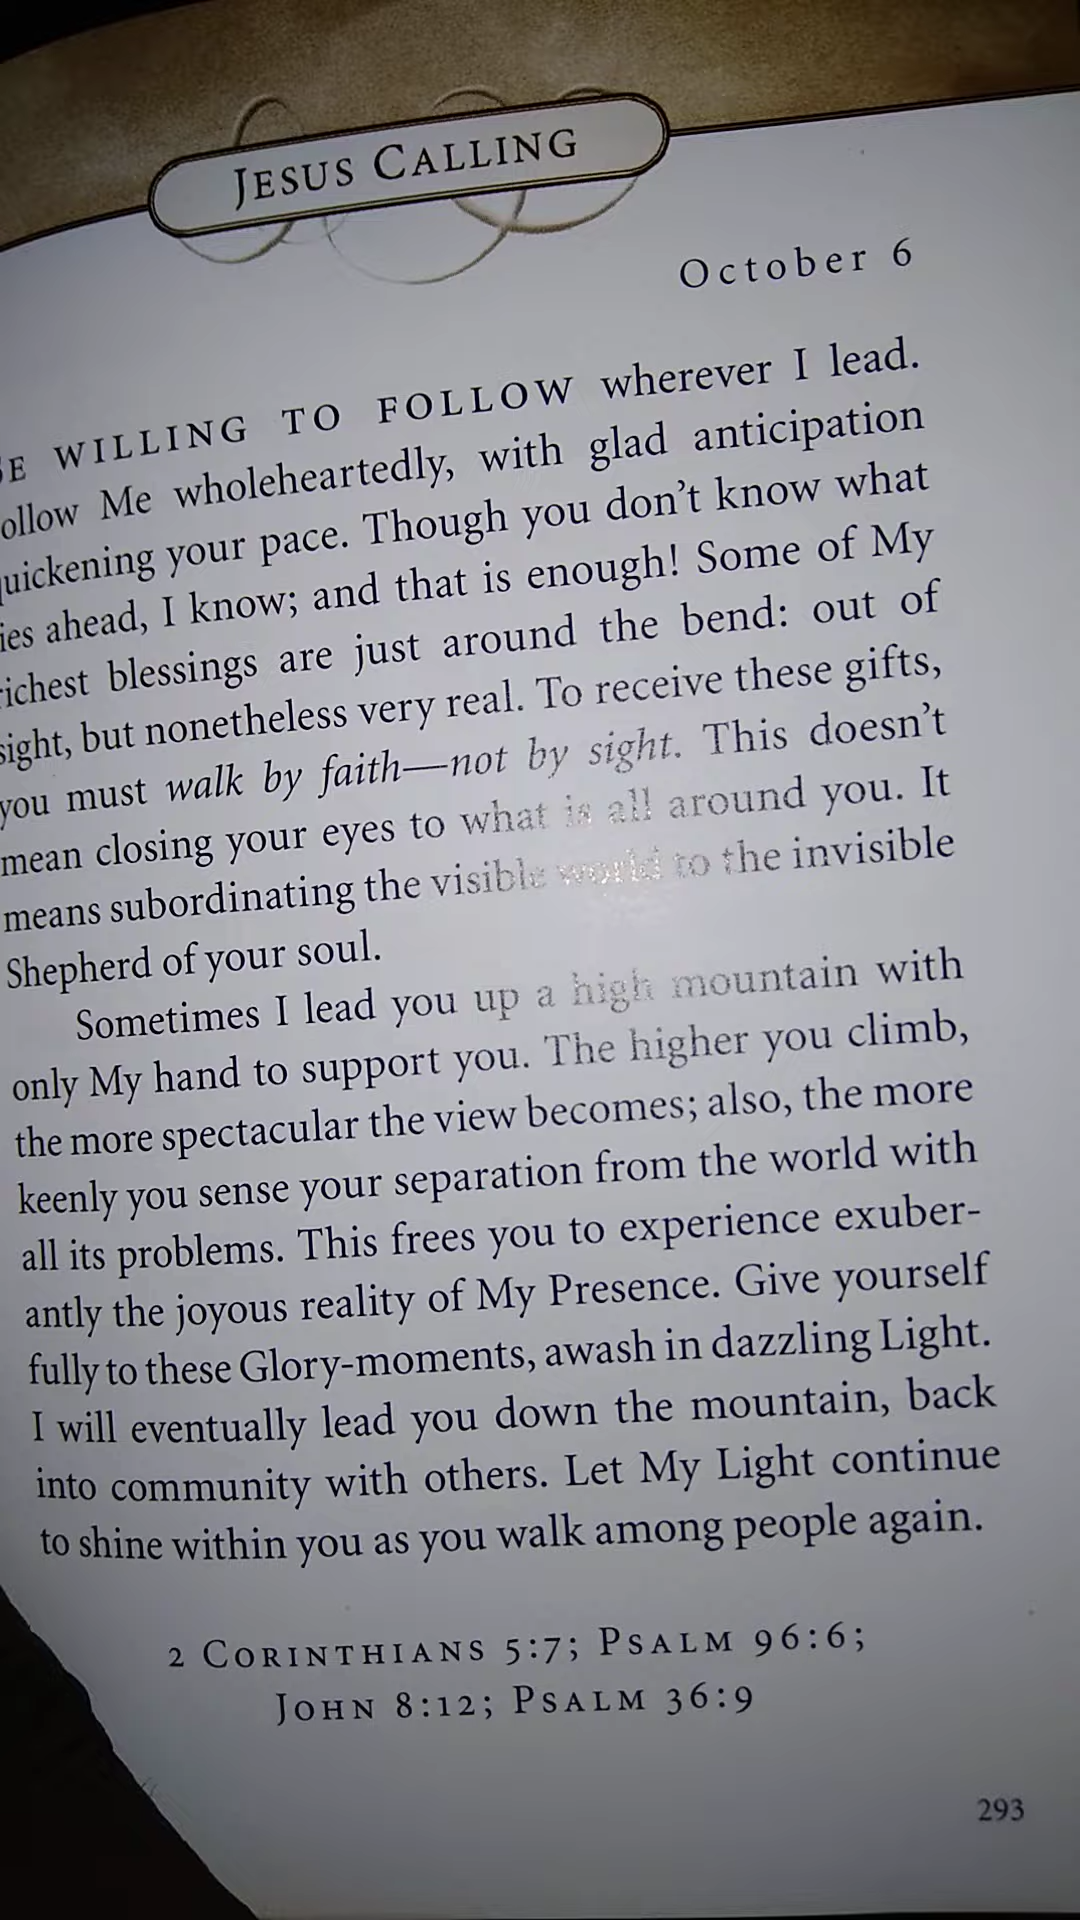 JESUS CALLING
October 6
BE WILLING TO FOLLOW wherever I lead.
ollow Me wholeheartedly, with glad anticipation
quickening your pace. Though you don't know what
ies ahead, I know; and that is enough! Some of My
richest blessings are just around the bend: out of
sight, but nonetheless very real. To receive these gifts,
you must walk by faith—not by sight. This doesn't
mean closing your eyes to what is all around you. It
means subordinating the visible world to the invisible
Shepherd of your soul.
Sometimes I lead you up a high mountain with
only My hand to support you. The higher you climb,
the more spectacular the view becomes; also, the more
keenly you sense your separation from the world with
all its problems. This frees you to experience exuber-
antly the joyous reality of My Presence. Give yourself
fully to these Glory-moments, awash in dazzling Light.
I will eventually lead you down the mountain, back
into community with others. Let My Light continue
to shine within you as you walk among people again.
2 CORINTHIANS 5:7; PSALM 96:6;
JOHN 8:12; PSALM 36:9
293